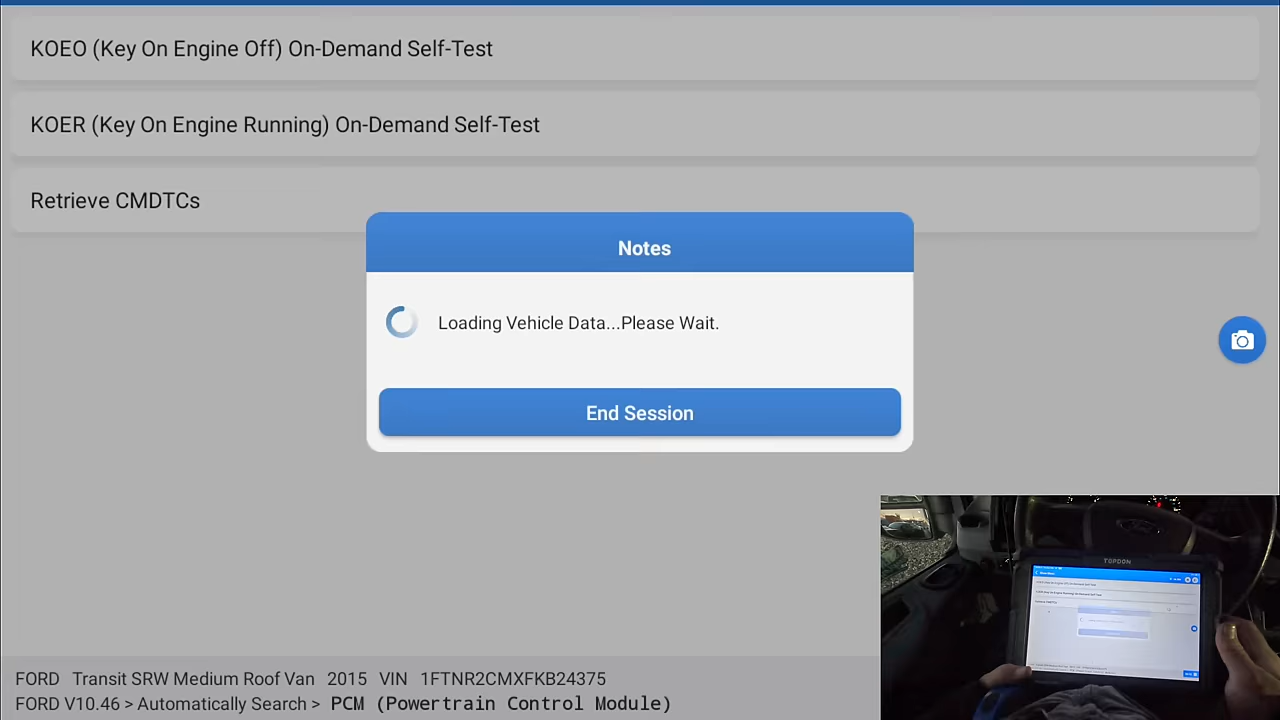 KOEO (Key On Engine Off) On-Demand Self-Test
KOER (Key On Engine Running) On-Demand Self-Test
Retrieve CMDTCs
Notes
Loading Vehicle Data...Please Wait.
End Session
TOPDON
FORD Transit SRW Medium Roof Van 2015 VIN 1FTNR2CMXFKB24375
FORD V10.46 > Automatically Search > PCM (Powertrain Control Module)